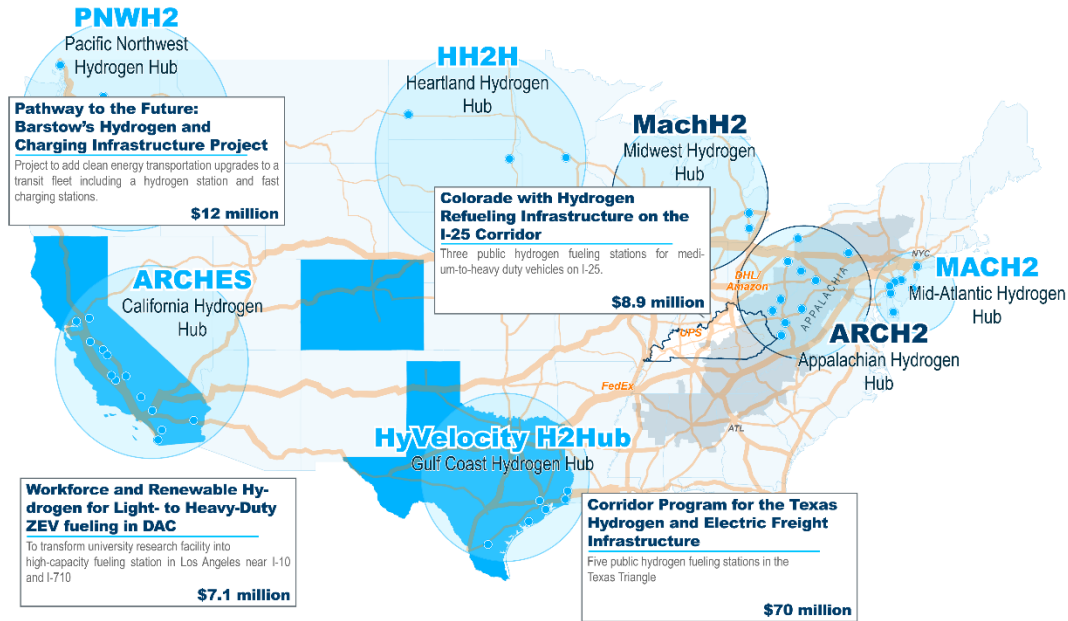 PNWH2
Pacific Northwest
Hydrogen Hub
HH2H
Heartland Hydrogen
Hub
MachH2
Midwest Hydrogen
Hub
Pathway to the Future:
Barstow's Hydrogen and
Charging Infrastructure Project
Project to add clean energy transportation upgrades to a
transit fleet including a hydrogen station and fast
charging stations.
$12 million
Colorade with Hydrogen
Refueling Infrastructure on the
I-25 Corridor
Three public hydrogen fueling stations for medi-
um-to-heavy duty vehicles on I-25.
$8.9 million
ARCHES
California Hydrogen
Hub
DHL/
Amazon
UPS
FedEx
APPALACHIA
NYC
MACH2
Mid-Atlantic Hydrogen
Hub
ARCH2
Appalachian Hydrogen
Hub
ATL
HyVelocity H2Hub
Gulf Coast Hydrogen Hub
Workforce and Renewable Hy-
drogen for Light- to Heavy-Duty
ZEV fueling in DAC
To transform university research facility into
high-capacity fueling station in Los Angeles near I-10
and I-710
$7.1 million
Corridor Program for the Texas
Hydrogen and Electric Freight
Infrastructure
Five public hydrogen fueling stations in the
Texas Triangle
$70 million